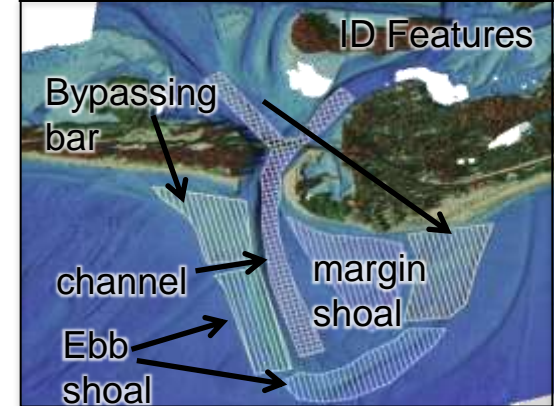 ID Features
Bypassing
bar
channel
margin
shoal
Ebb
shoal